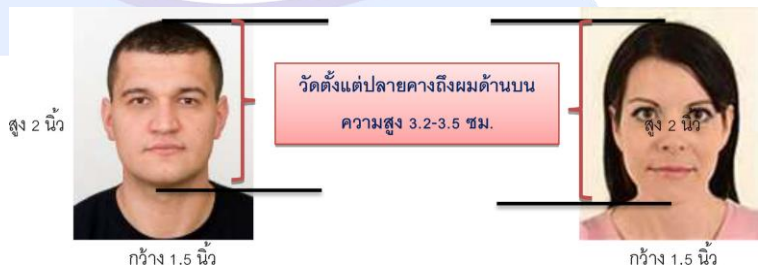 วัดตั้งแต่ปลายคางถึงผมด้านบน
ความสูง 3.2-3.5 ซม.
สูง 2 นิ้ว
สูง 2 นิ้ว
กว้าง 1.5 นิ้ว
กว้าง 1.5 นิ้ว